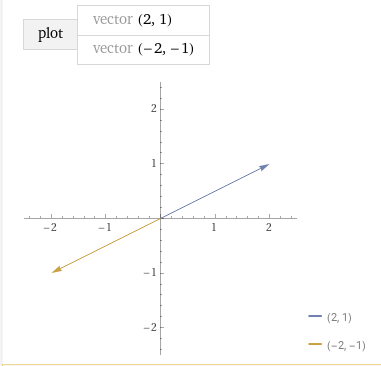 plot
vector (2, 1)
vector (−2, −1)
2
1
−2 −1 1 2
−1
−2
(2, 1)
(−2, −1)